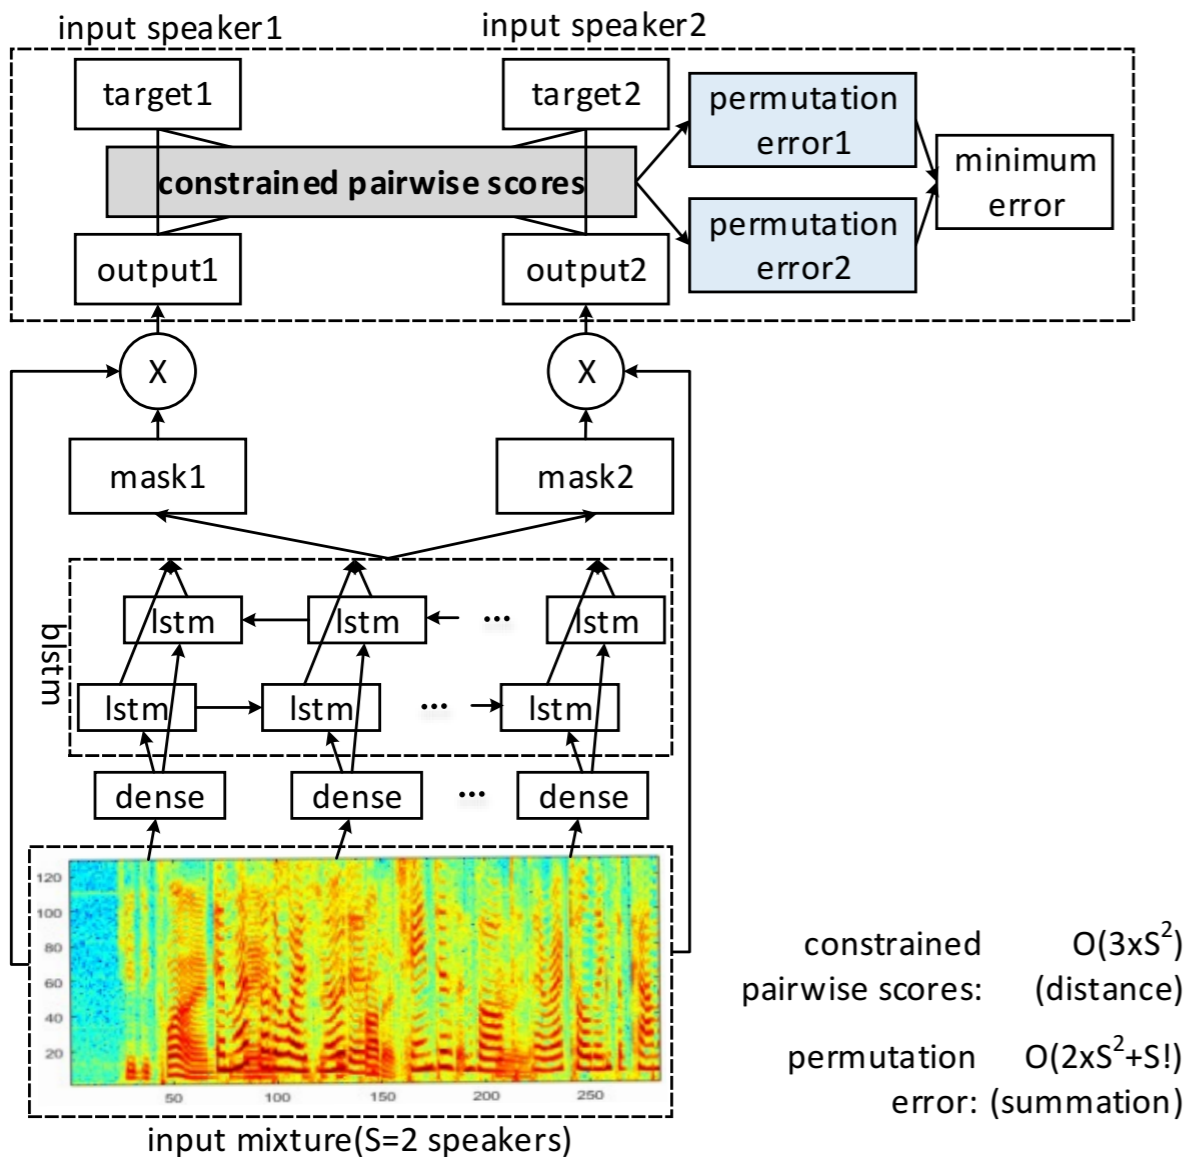 input speaker1
input speaker2
target1
target2
permutation
error1
minimum
error
constrained pairwise scores
permutation
error2
output1
output2
X
X
mask1
mask2
blstm
lstm
lstm
...
lstm
lstm
lstm
...
lstm
dense
dense
...
dense
120
100
80
60
40
20
50
100
150
200
250
input mixture(S=2 speakers)
constrained O(3xS²)
pairwise scores: (distance)
permutation O(2xS²+S!)
error: (summation)